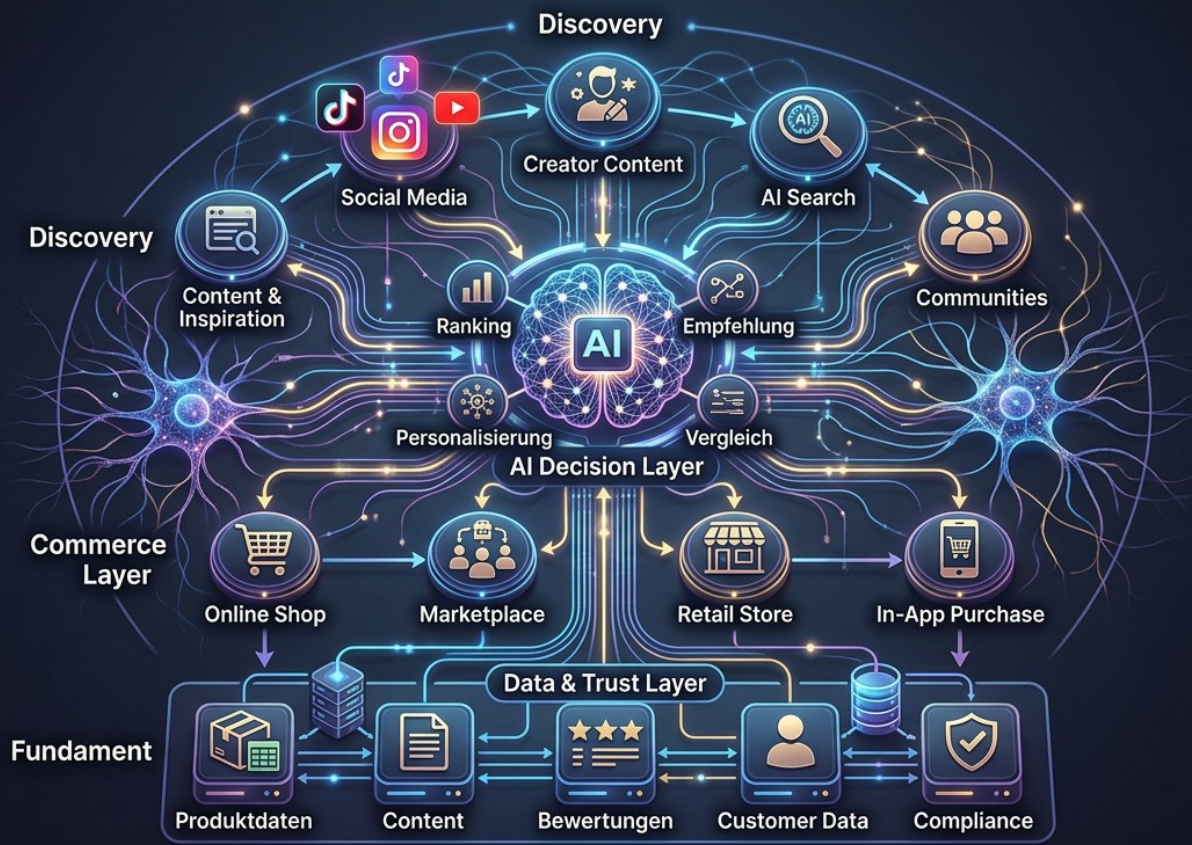 Discovery
Creator Content
Social Media
AI
AI Search
Discovery
Content &
Inspiration
Communities
Ranking
Empfehlung
AI
Personalisierung
Vergleich
AI Decision Layer
Commerce
Layer
Online Shop
Marketplace
Retail Store
In-App Purchase
Data & Trust Layer
Fundament
Produktdaten
Content
Bewertungen
Customer Data
Compliance